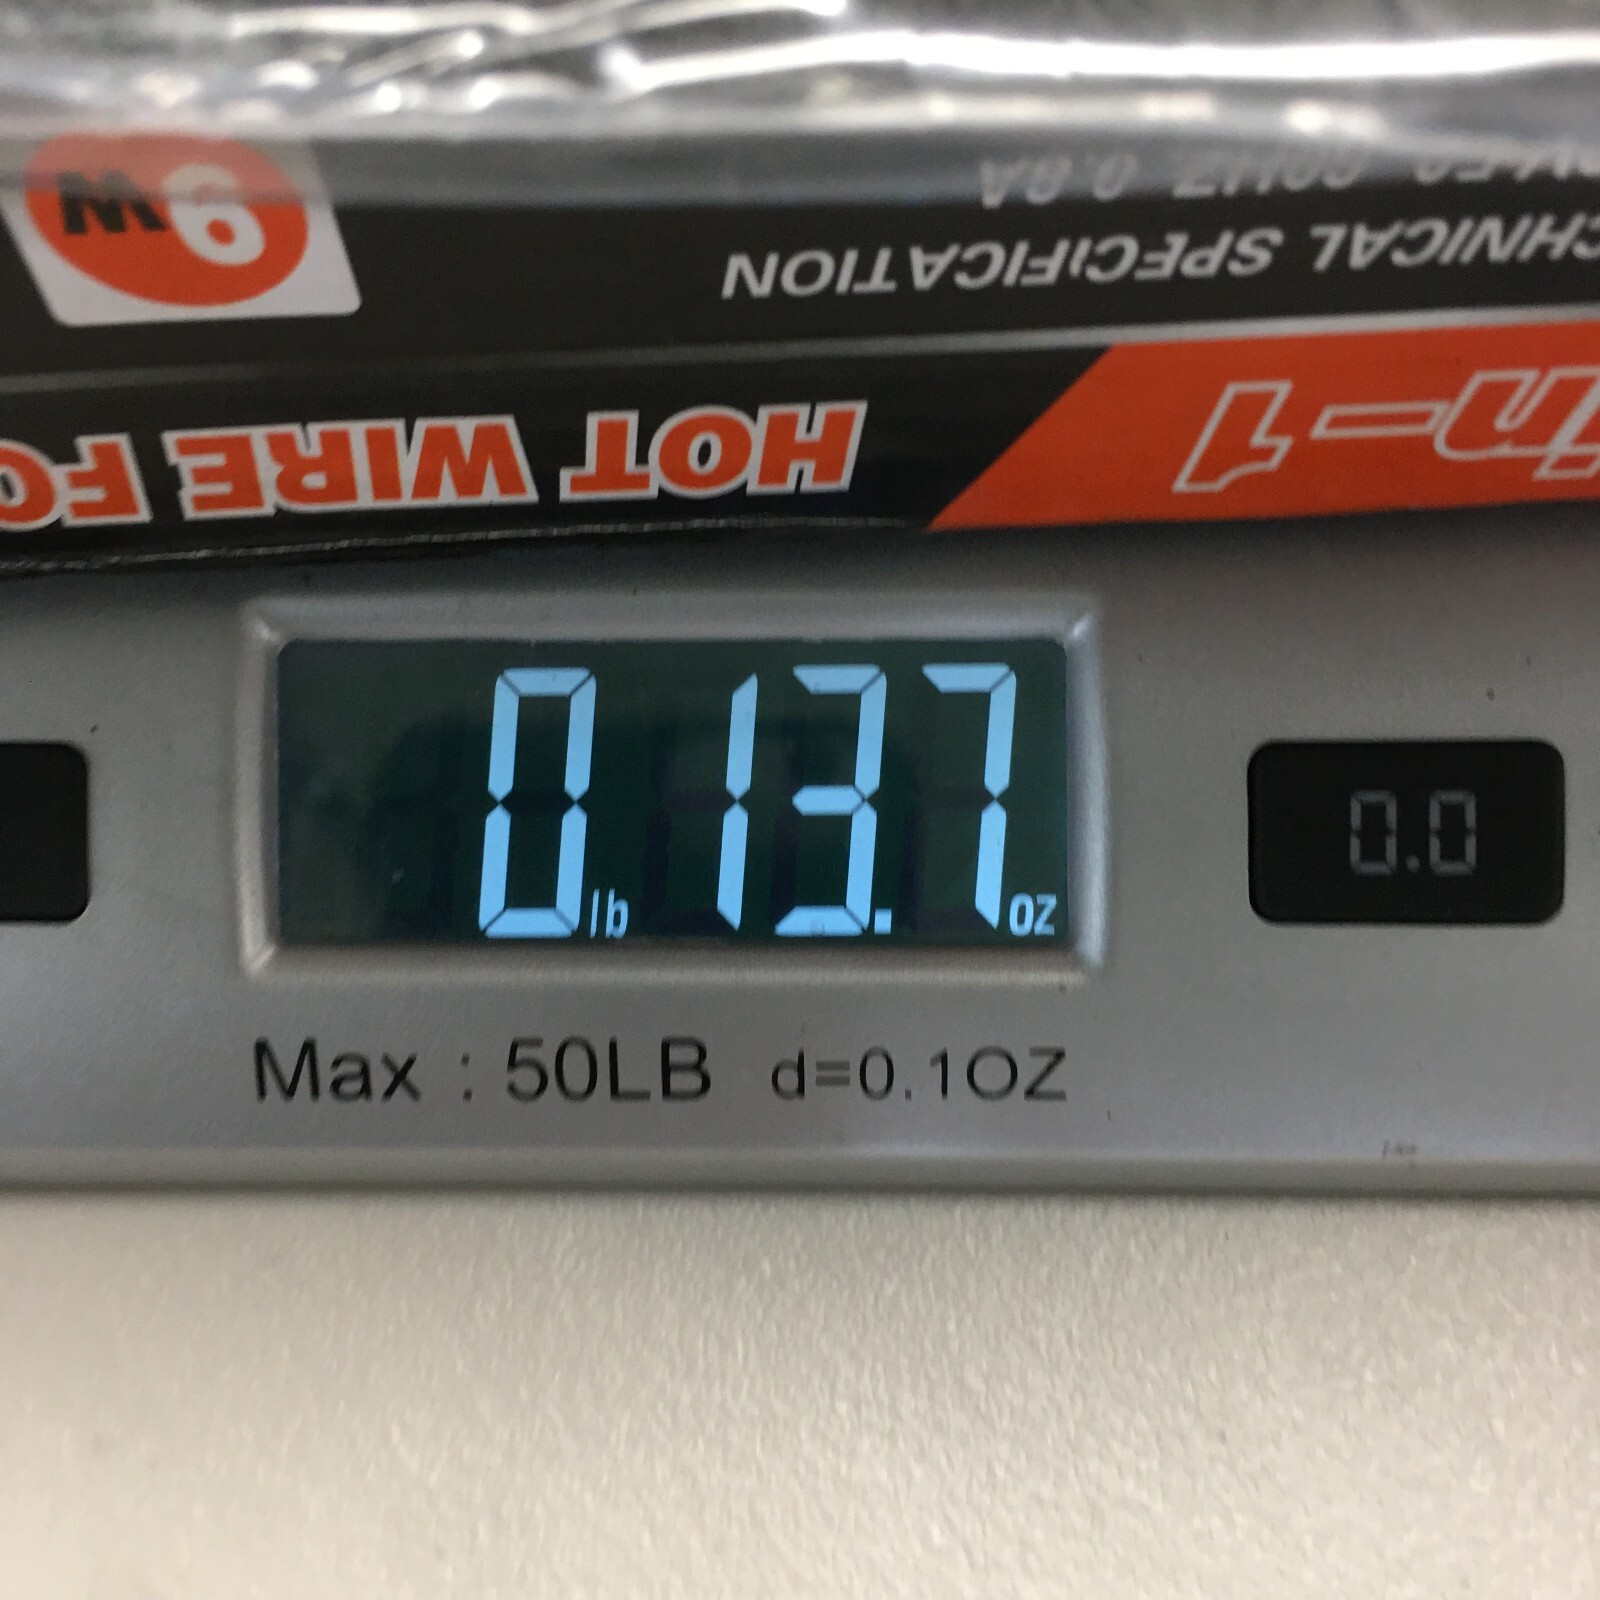 in-1
HOT WIRE FO
CHNICAL SPECIFICATION
9W
0 lb 13.7 oz
0.0
Max : 50LB d=0.1OZ